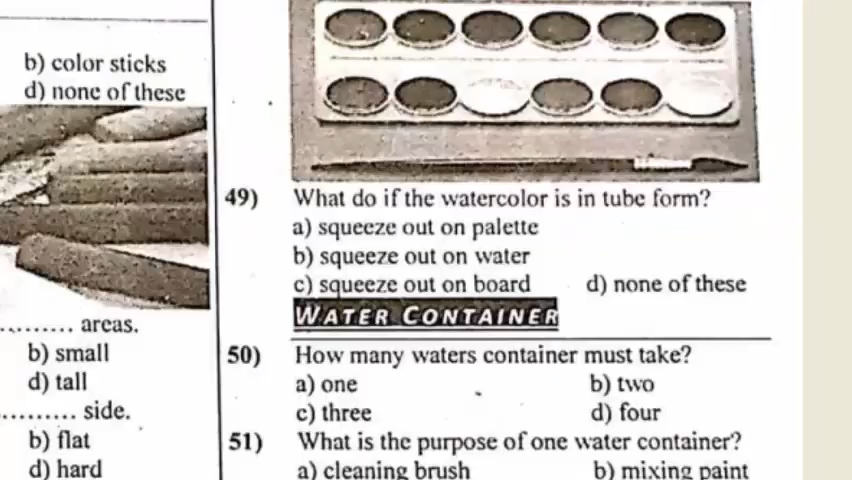 b) color sticks
d) none of these
......... areas.
b) small
d) tall
.......... side.
b) flat
d) hard
49) What do if the watercolor is in tube form?
a) squeeze out on palette
b) squeeze out on water
c) squeeze out on board d) none of these
WATER CONTAINER
50) How many waters container must take?
a) one b) two
c) three d) four
51) What is the purpose of one water container?
a) cleaning brush b) mixing paint